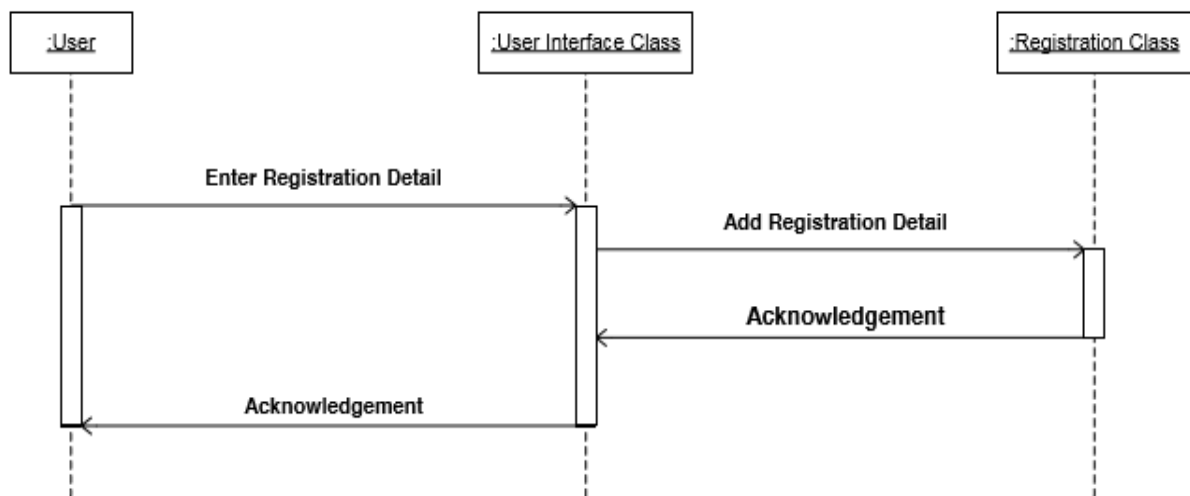 :User
:User Interface Class
:Registration Class
Enter Registration Detail
Add Registration Detail
Acknowledgement
Acknowledgement